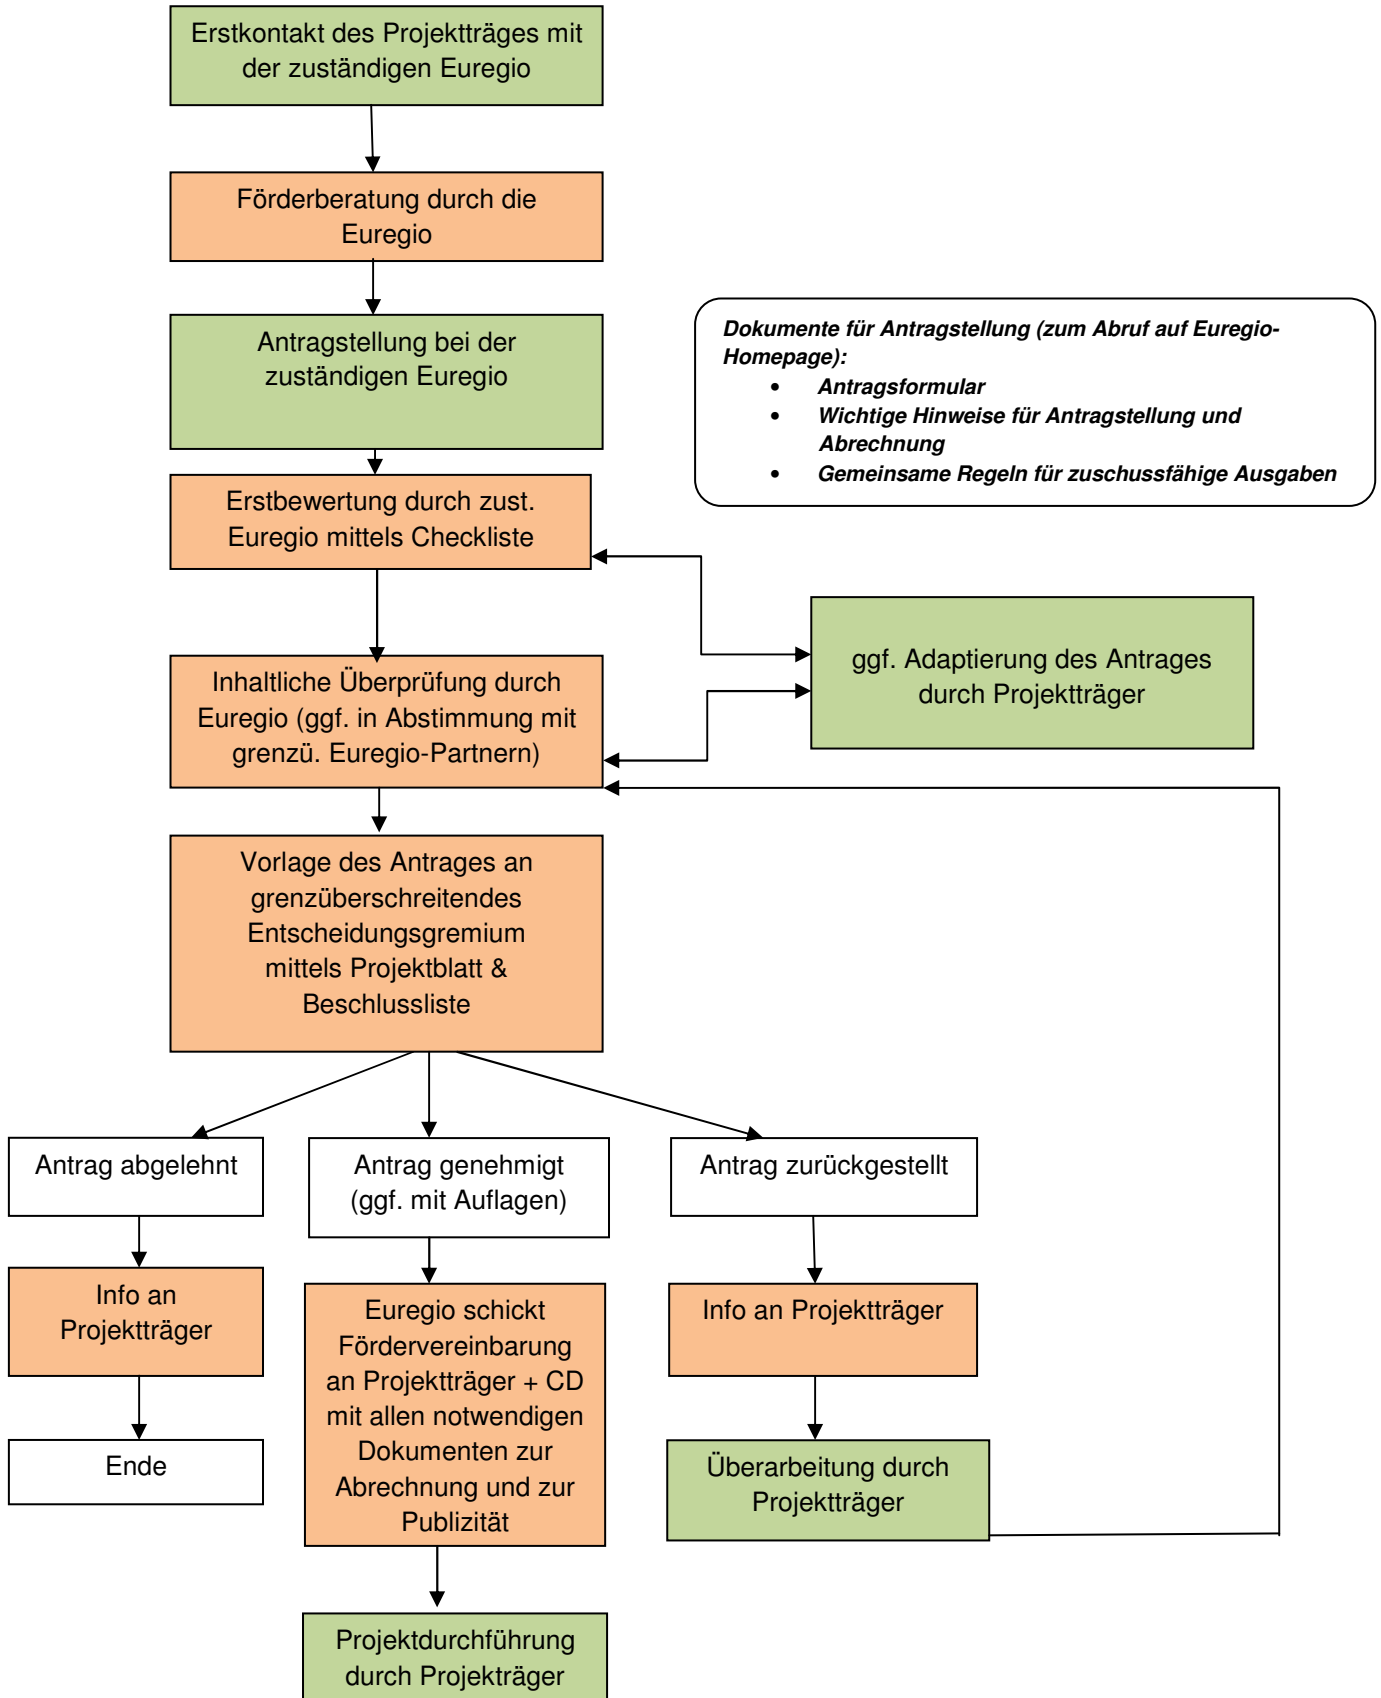 Erstkontakt des Projektträges mit
der zuständigen Euregio
Förderberatung durch die
Euregio
Antragstellung bei der
zuständigen Euregio
Dokumente für Antragstellung (zum Abruf auf Euregio-
Homepage):
• Antragsformular
• Wichtige Hinweise für Antragstellung und
Abrechnung
• Gemeinsame Regeln für zuschussfähige Ausgaben
Erstbewertung durch zust.
Euregio mittels Checkliste
ggf. Adaptierung des Antrages
durch Projektträger
Inhaltliche Überprüfung durch
Euregio (ggf. in Abstimmung mit
grenzü. Euregio-Partnern)
Vorlage des Antrages an
grenzüberschreitendes
Entscheidungsgremium
mittels Projektblatt &
Beschlussliste
Antrag abgelehnt
Antrag genehmigt
(ggf. mit Auflagen)
Antrag zurückgestellt
Info an
Projektträger
Euregio schickt
Fördervereinbarung
an Projektträger + CD
mit allen notwendigen
Dokumenten zur
Abrechnung und zur
Publizität
Info an Projektträger
Ende
Überarbeitung durch
Projektträger
Projektdurchführung
durch Projekträger